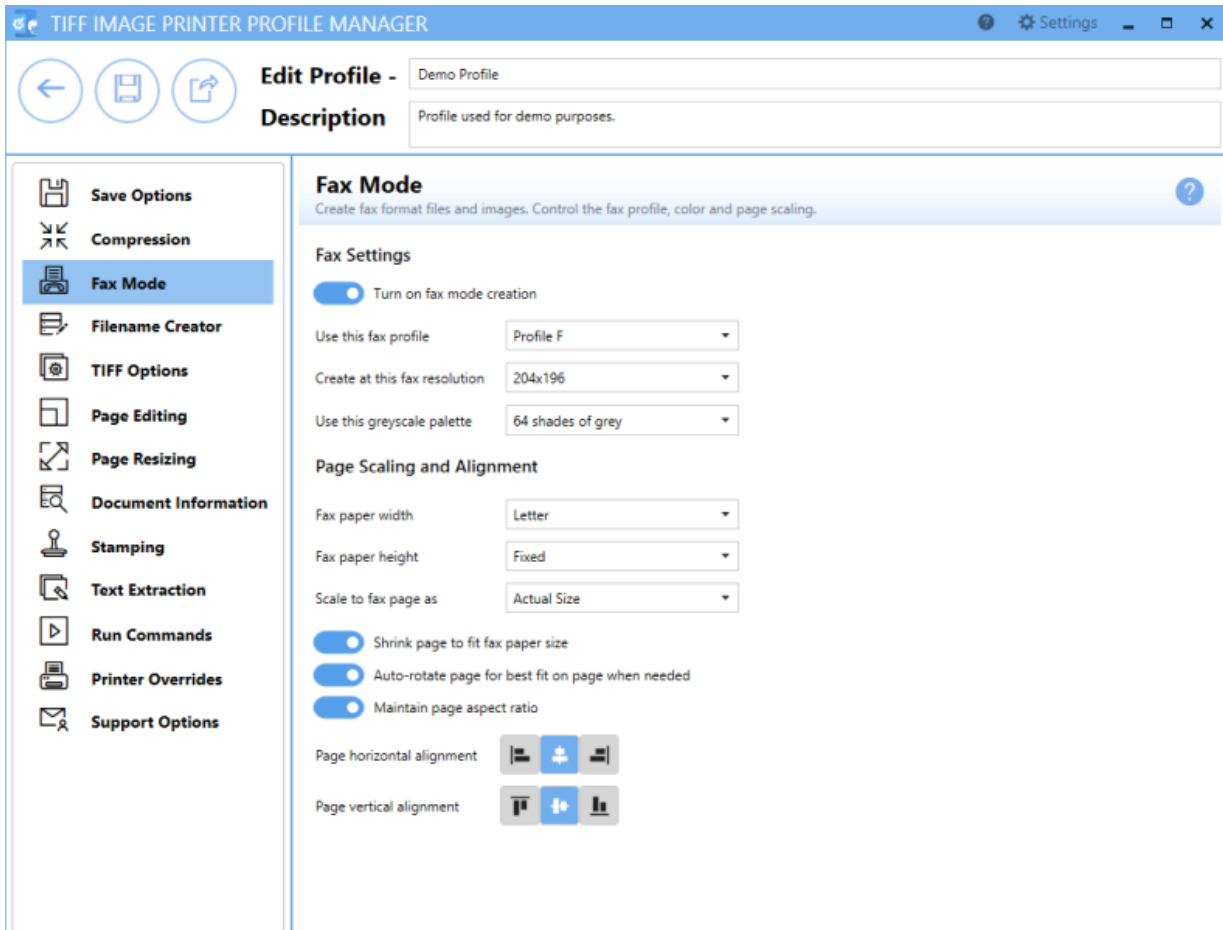 TIFF IMAGE PRINTER PROFILE MANAGER
Settings
Edit Profile - Demo Profile
Description Profile used for demo purposes.
Save Options
Compression
Fax Mode
Filename Creator
TIFF Options
Page Editing
Page Resizing
Document Information
Stamping
Text Extraction
Run Commands
Printer Overrides
Support Options
Fax Mode
Create fax format files and images. Control the fax profile, color and page scaling.
Fax Settings
Turn on fax mode creation
Use this fax profile Profile F
Create at this fax resolution 204x196
Use this greyscale palette 64 shades of grey
Page Scaling and Alignment
Fax paper width Letter
Fax paper height Fixed
Scale to fax page as Actual Size
Shrink page to fit fax paper size
Auto-rotate page for best fit on page when needed
Maintain page aspect ratio
Page horizontal alignment
Page vertical alignment